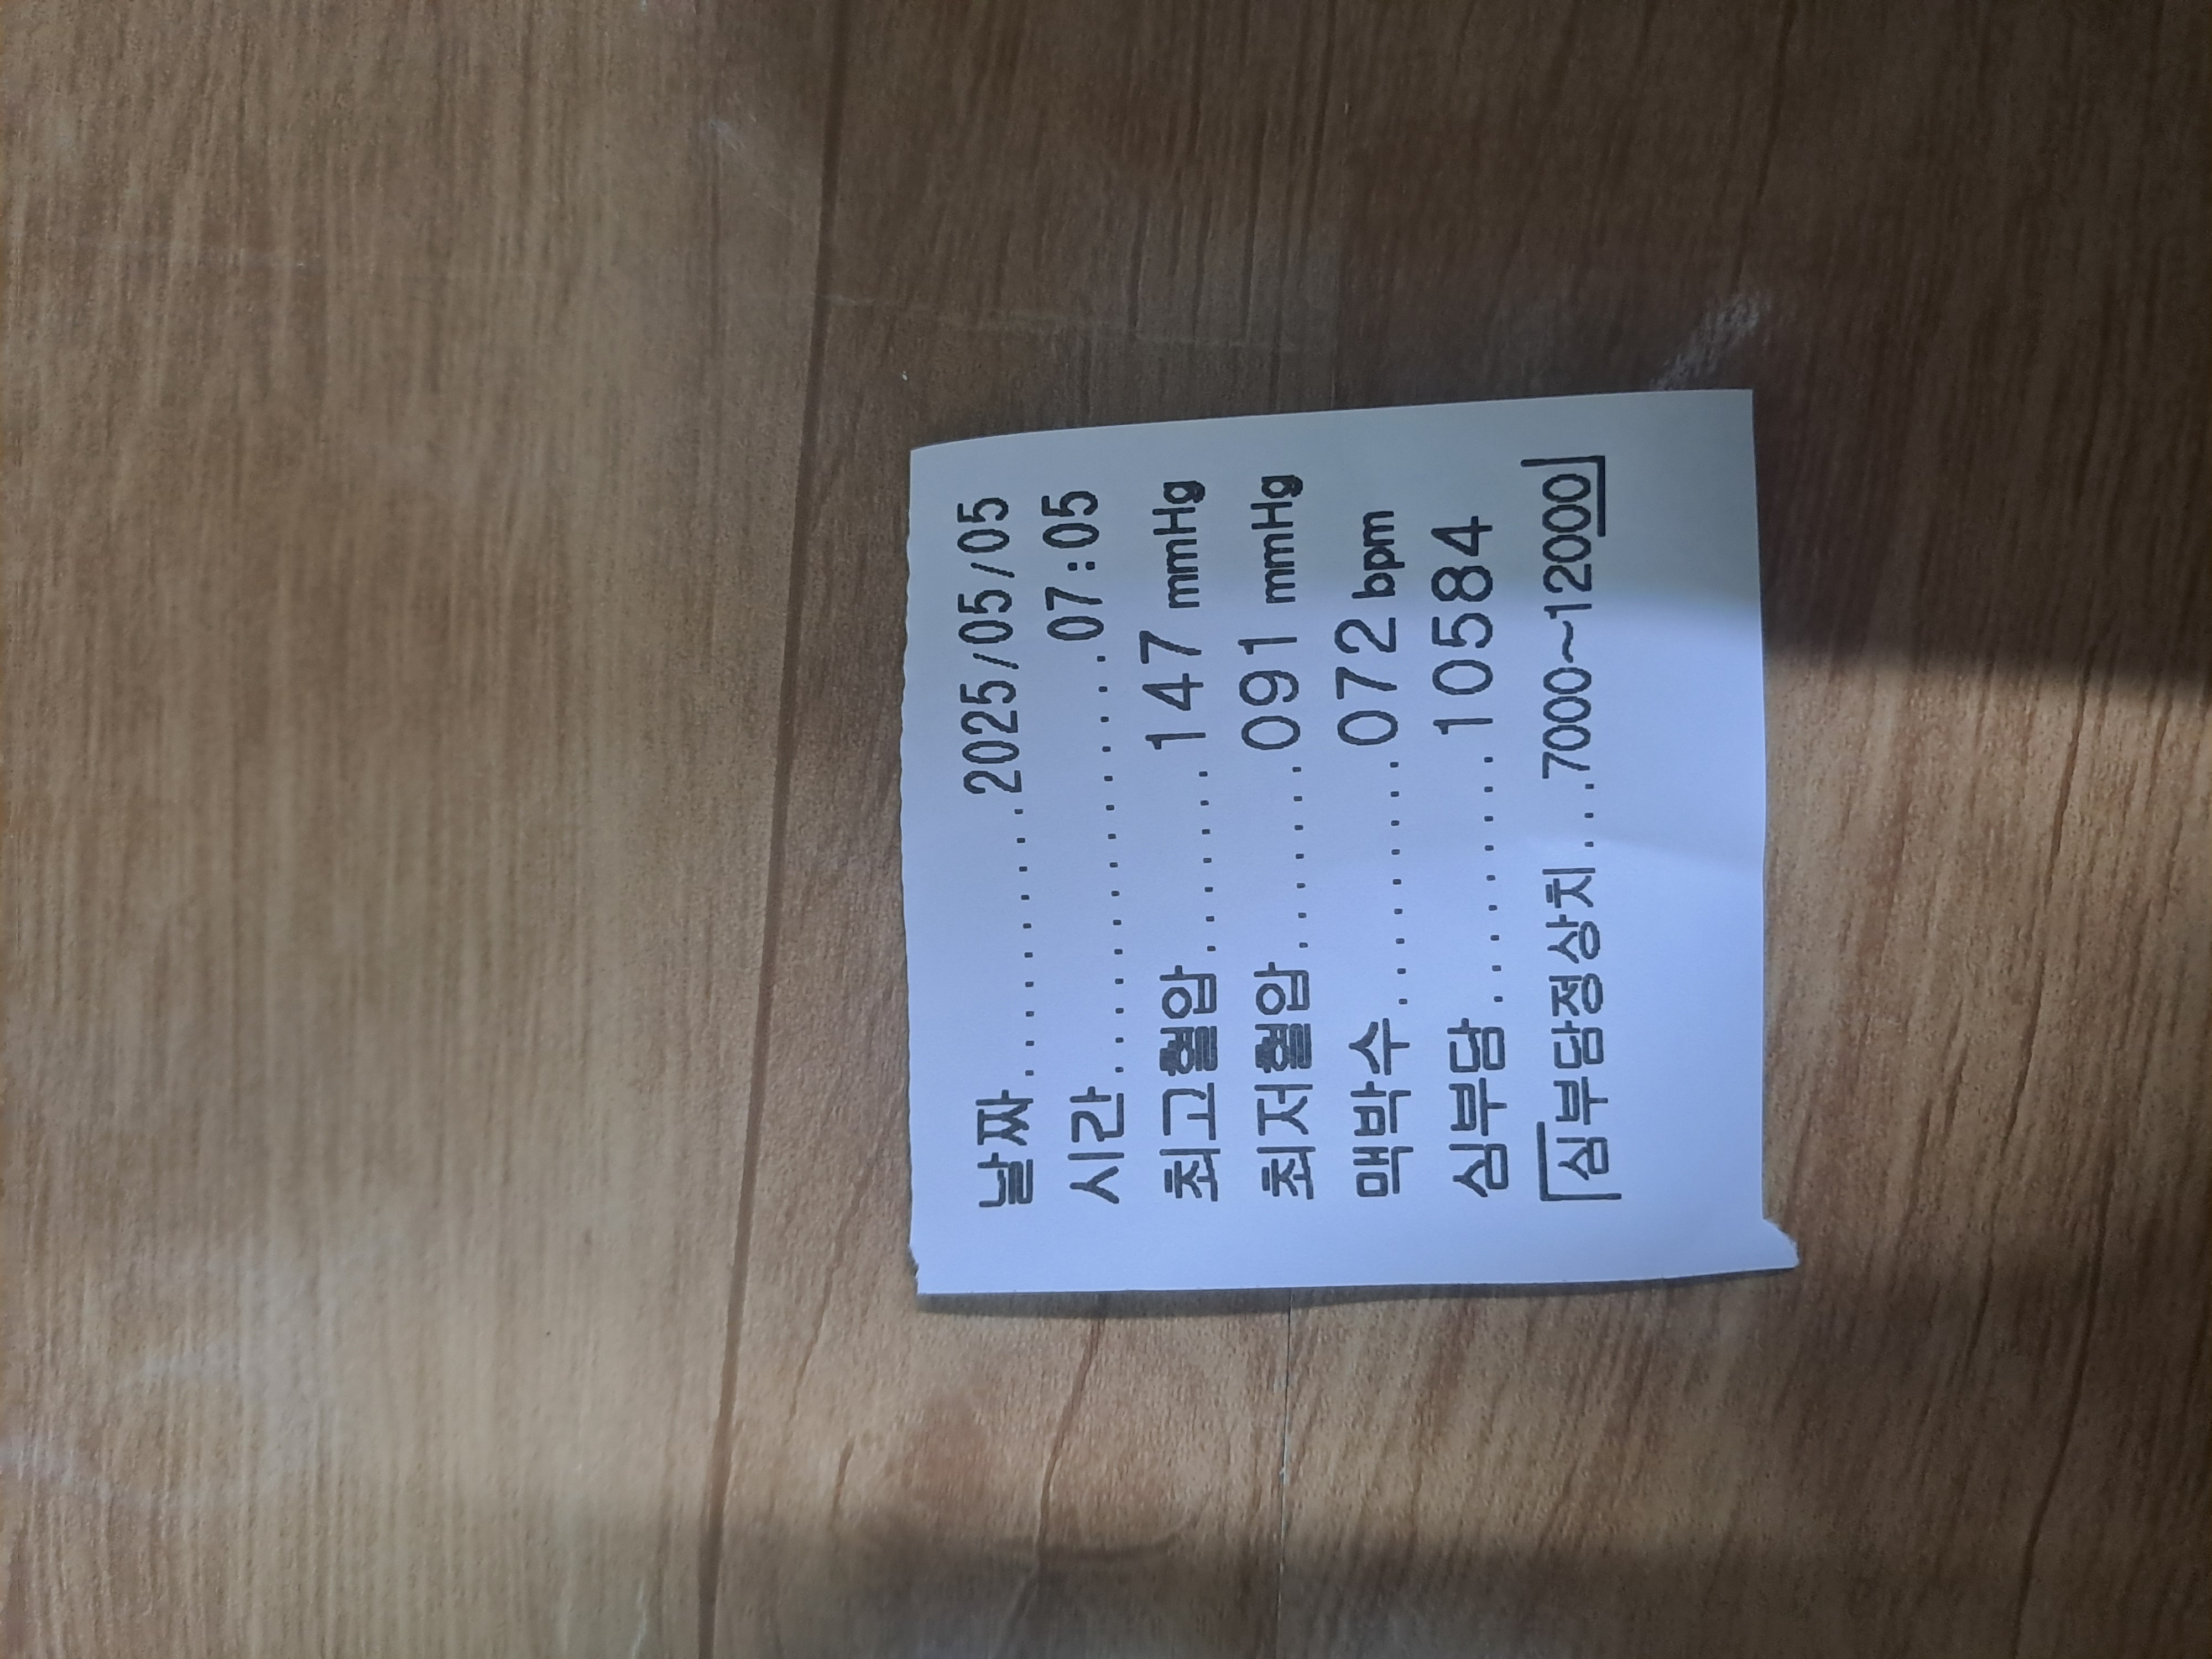 날짜............2025/05/05
시간...................07:05
최고혈압.........147 mmHg
최저혈압.........091 mmHg
맥박수...........072 bpm
심부담...........10584
심부담정상치...7000~12000